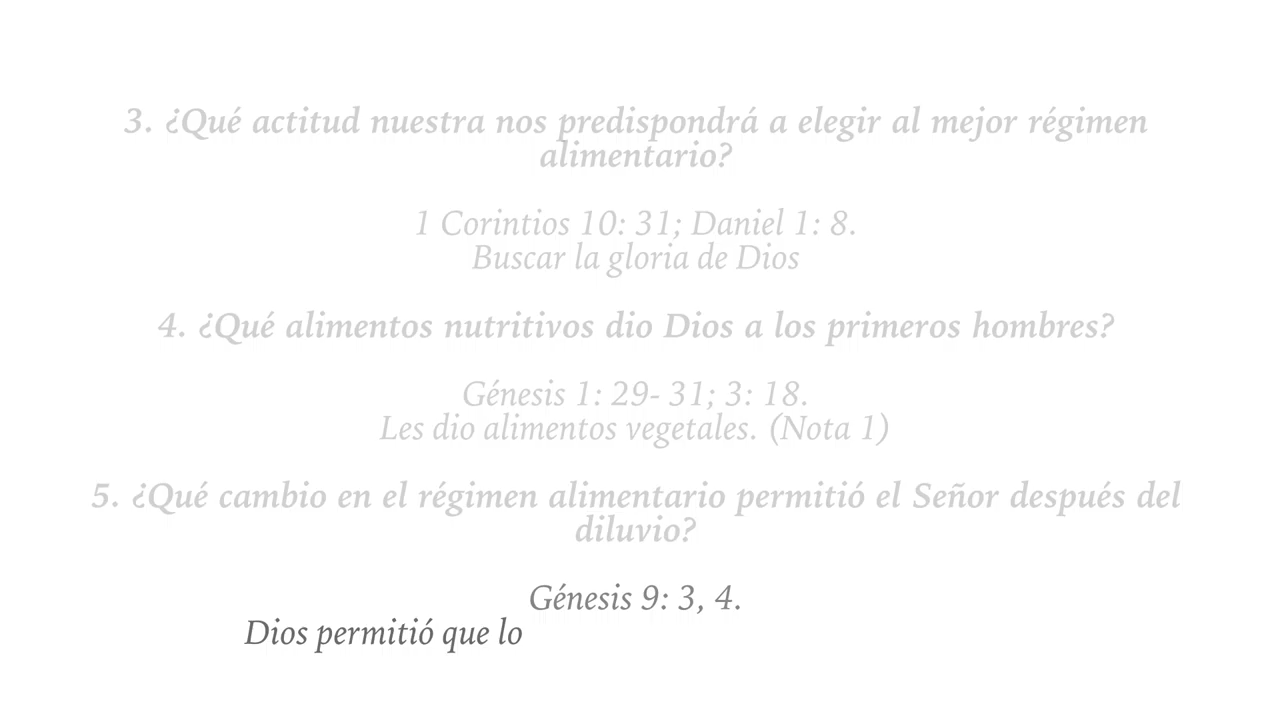 3. ¿Qué actitud nuestra nos predispondrá a elegir al mejor régimen
alimentario?
1 Corintios 10: 31; Daniel 1: 8.
Buscar la gloria de Dios
4. ¿Qué alimentos nutritivos dio Dios a los primeros hombres?
Génesis 1: 29- 31; 3: 18.
Les dio alimentos vegetales. (Nota 1)
5. ¿Qué cambio en el régimen alimentario permitió el Señor después del
diluvio?
Génesis 9: 3, 4.
Dios permitió que lo